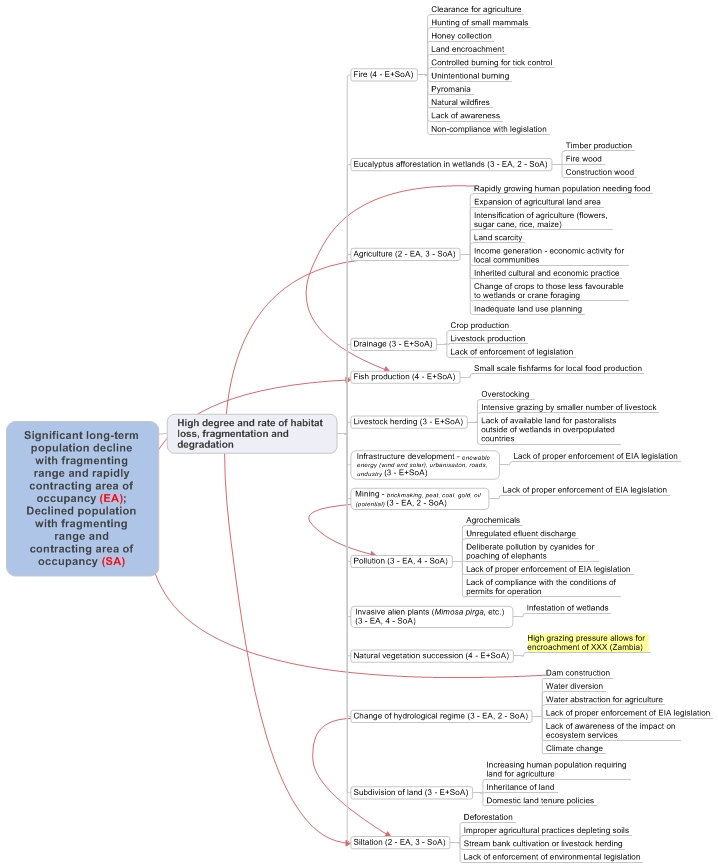 Significant long-term
population decline
with fragmenting
range and rapidly
contracting area of
occupancy (EA);
Declined population
with fragmenting
range and
contracting area of
occupancy (SA)
High degree and rate of habitat
loss, fragmentation and
degradation
Fire (4 - E+SoA)
Clearance for agriculture
Hunting of small mammals
Honey collection
Land encroachment
Controlled burning for tick control
Unintentional burning
Pyromania
Natural wildfires
Lack of awareness
Non-compliance with legislation
Eucalyptus afforestation in wetlands (3 - EA, 2 - SoA)
Timber production
Fire wood
Construction wood
Agriculture (2 - EA, 3 - SoA)
Rapidly growing human population needing food
Expansion of agricultural land area
Intensification of agriculture (flowers,
sugar cane, rice, maize)
Land scarcity
Income generation - economic activity for
local communities
Inherited cultural and economic practice
Change of crops to those less favourable
to wetlands or crane foraging
Inadequate land use planning
Drainage (3 - E+SoA)
Crop production
Livestock production
Lack of enforcement of legislation
Fish production (4 - E+SoA)
Small scale fishfarms for local food production
Livestock herding (3 - E+SoA)
Overstocking
Intensive grazing by smaller number of livestock
Lack of available land for pastoralists
outside of wetlands in overpopulated
countries
Infrastructure development - enewable
energy (wind and solar), urbanisaiton, roads,
undustry (3 - E+SoA)
Lack of proper enforement of EIA legislation
Mining - brickmaking, peat, coal, gold, oil
(potential) (3 - EA, 2 - SoA)
Lack of proper enforement of EIA legislation
Pollution (3 - EA, 4 - SoA)
Agrochemicals
Unregulated efluent discharge
Deliberate pollution by cyanides for
poaching of elephants
Lack of proper enforement of EIA legislation
Lack of compliance with the conditions of
permits for operation
Invasive alien plants (Mimosa pirga, etc.)
(3 - EA, 4 - SoA)
Infestation of wetlands
Natural vegetation succession (4 - E+SoA)
High grazing pressure allows for
encroachment of XXX (Zambia)
Change of hydrological regime (3 - EA, 2 - SoA)
Dam construction
Water diversion
Water abstraction for agriculture
Lack of proper enforement of EIA legislation
Lack of awareness of the impact on
ecosystem services
Climate change
Subdivision of land (3 - E+SoA)
Increasing human population requiring
land for agriculture
Inheritance of land
Domestic land tenure policies
Siltation (2 - EA, 3 - SoA)
Deforestation
Improper agricultural practices depleting soils
Stream bank cultivation or livestock herding
Lack of enforcement of environmental legislation